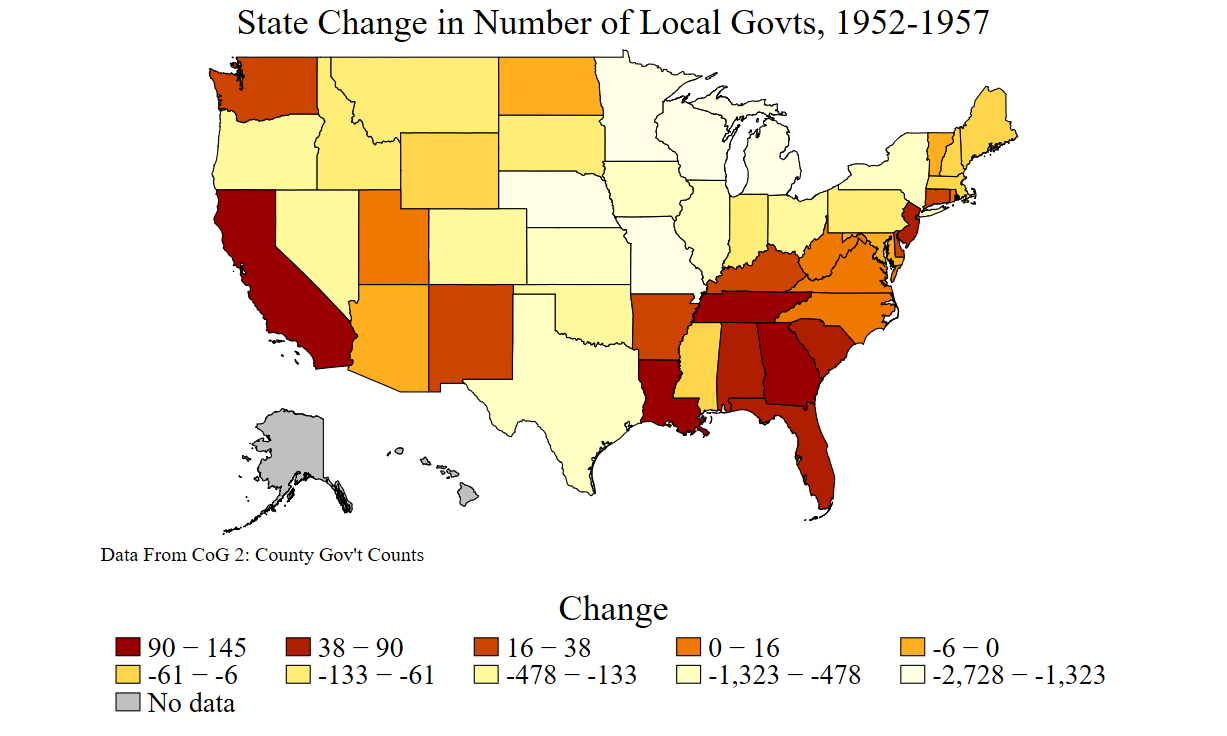 State Change in Number of Local Govts, 1952-1957
Data From CoG 2: County Gov't Counts
Change
90 − 145 38 − 90 16 − 38 0 − 16 -6 − 0
-61 − -6 -133 − -61 -478 − -133 -1,323 − -478 -2,728 − -1,323
No data